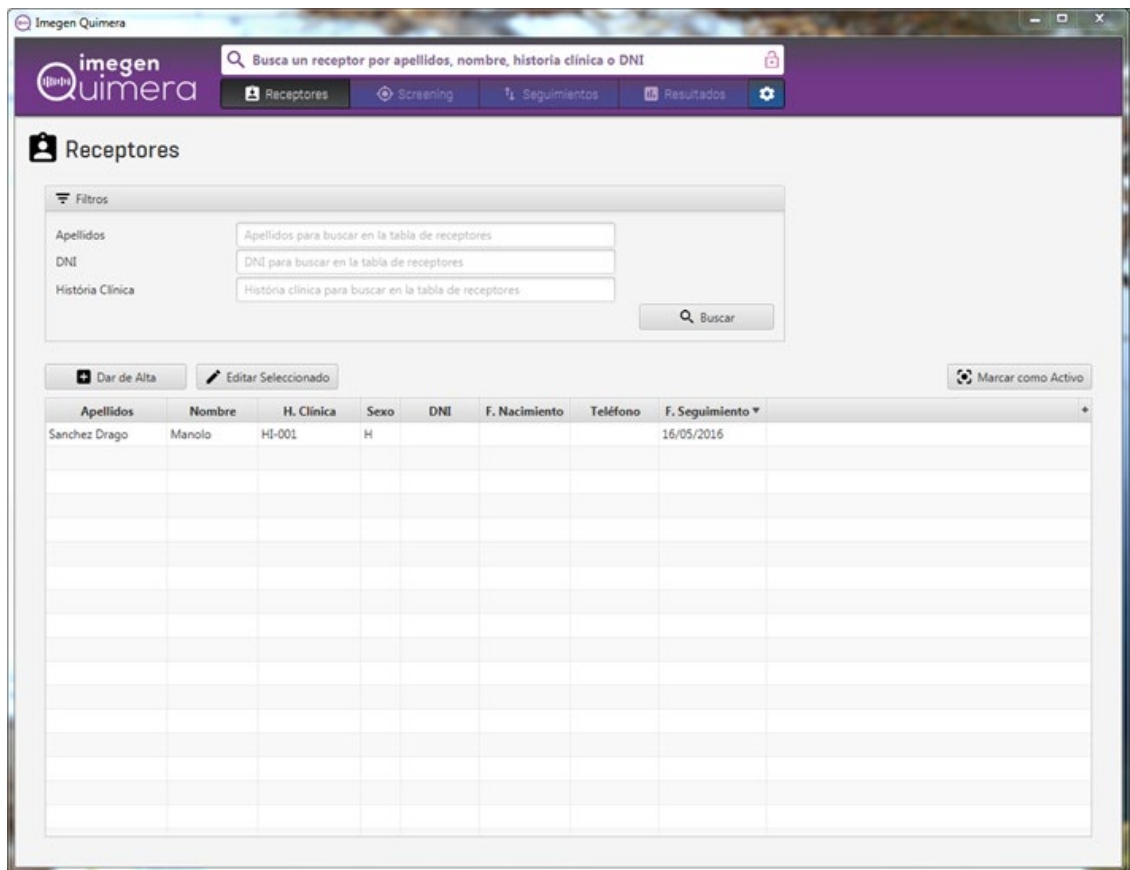 Imegen Quimera
imegen
Quimera
Busca un receptor por apellidos, nombre, historia clínica o DNI
Receptores Screening Seguimientos Resultados
Receptores
Filtros
Apellidos Apellidos para buscar en la tabla de receptores
DNI DNI para buscar en la tabla de receptores
História Clínica História clínica para buscar en la tabla de receptores
Buscar
Dar de Alta Editar Seleccionado Marcar como Activo
Apellidos Nombre H. Clínica Sexo DNI F. Nacimiento Teléfono F. Seguimiento
Sanchez Drago Manolo HI-001 H 16/05/2016